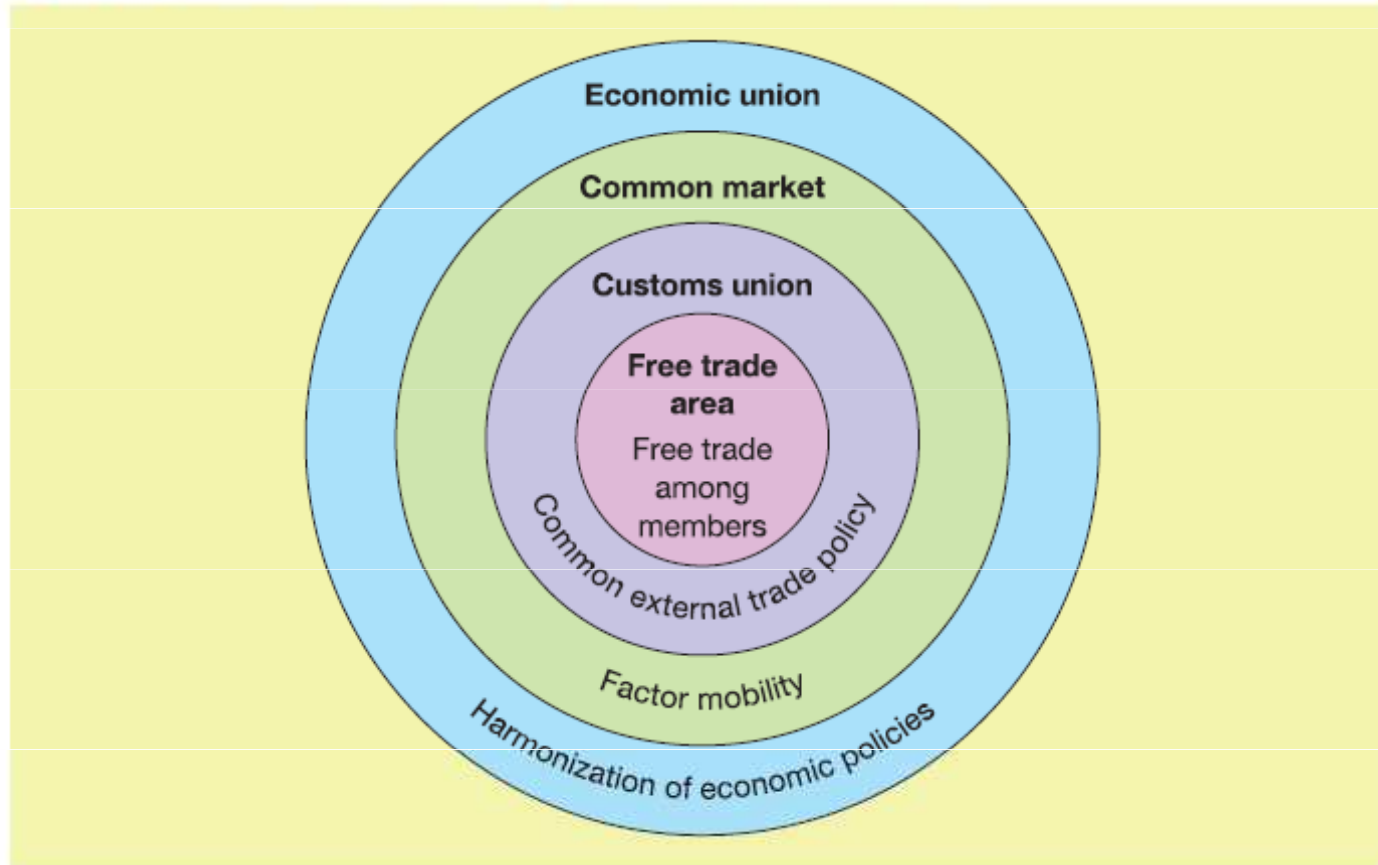 Economic union
Common market
Customs union
Free trade
area
Free trade
among
members
Common external trade policy
Factor mobility
Harmonization of economic policies